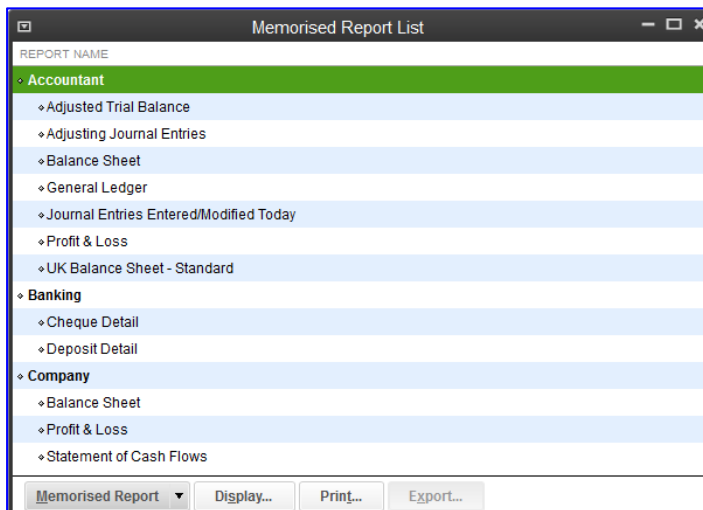 Memorised Report List
REPORT NAME
Accountant
Adjusted Trial Balance
Adjusting Journal Entries
Balance Sheet
General Ledger
Journal Entries Entered/Modified Today
Profit & Loss
UK Balance Sheet - Standard
Banking
Cheque Detail
Deposit Detail
Company
Balance Sheet
Profit & Loss
Statement of Cash Flows
Memorised Report Display... Print... Export...